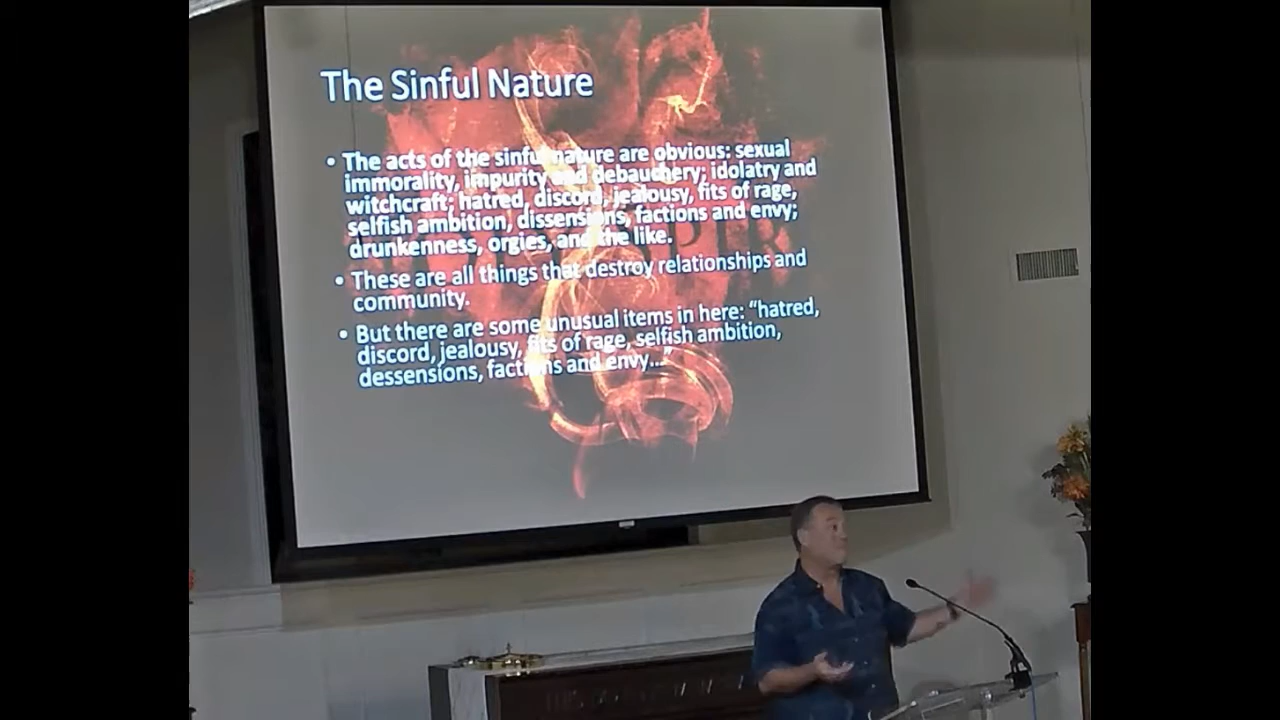 The Sinful Nature
• The acts of the sinful nature are obvious: sexual
immorality, impurity and debauchery; idolatry and
witchcraft; hatred, discord, jealousy, fits of rage,
selfish ambition, dissensions, factions and envy;
drunkenness, orgies, and the like.
• These are all things that destroy relationships and
community.
• But there are some unusual items in here: “hatred,
discord, jealousy, fits of rage, selfish ambition,
dessensions, factions and envy...”